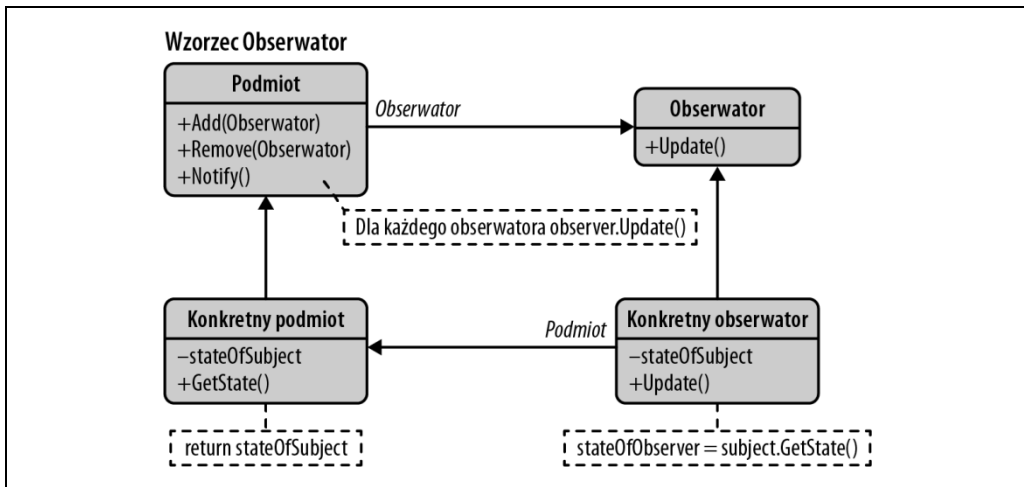 Wzorzec Obserwator
Podmiot
+Add(Obserwator)
+Remove(Obserwator)
+Notify()
Obserwator
Obserwator
+Update()
Dla każdego obserwatora observer.Update()
Konkretny podmiot
–stateOfSubject
+GetState()
Podmiot
Konkretny obserwator
–stateOfSubject
+Update()
return stateOfSubject
stateOfObserver = subject.GetState()